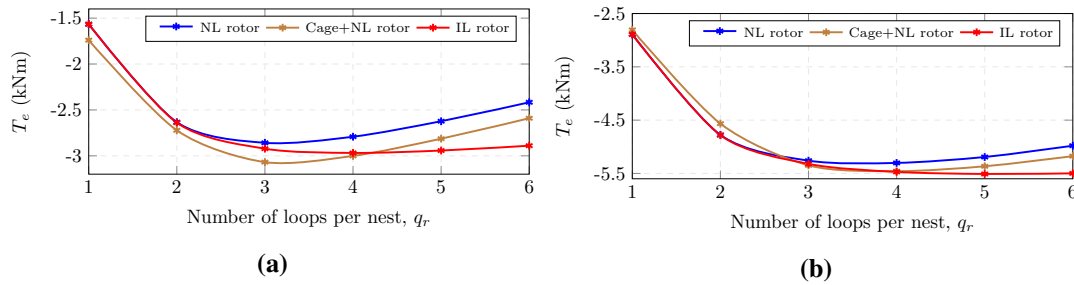 NL rotor Cage+NL rotor IL rotor
-1.5
-2
-2.5
-3
T_e (kNm)
1 2 3 4 5 6
Number of loops per nest, q_r
(a)
NL rotor Cage+NL rotor IL rotor
-2.5
-3.5
-4.5
-5.5
T_e (kNm)
1 2 3 4 5 6
Number of loops per nest, q_r
(b)